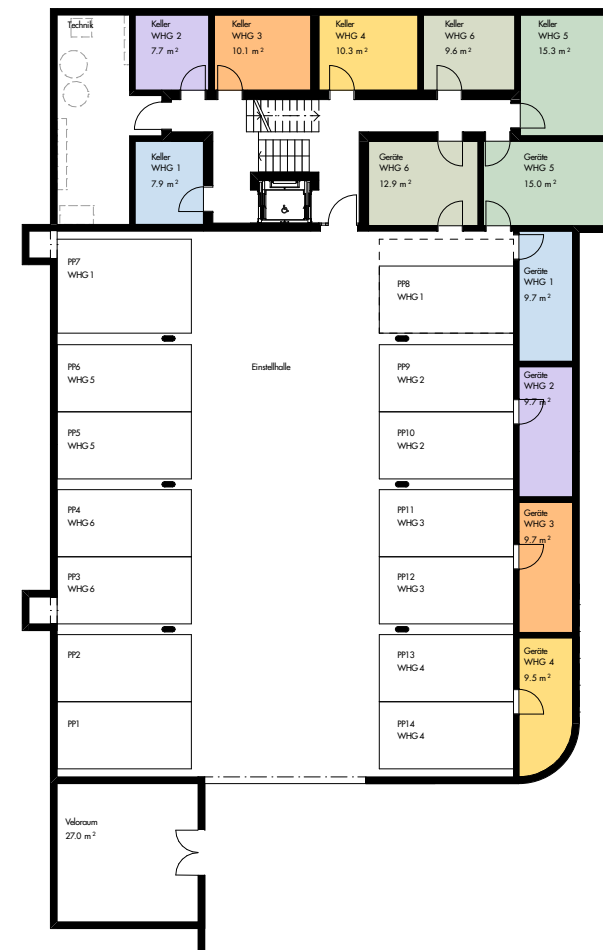 Technik
Keller
WHG 2
7.7 m²
Keller
WHG 3
10.1 m²
Keller
WHG 4
10.3 m²
Keller
WHG 6
9.6 m²
Keller
WHG 5
15.3 m²
Keller
WHG 1
7.9 m²
Geräte
WHG 6
12.9 m²
Geräte
WHG 5
15.0 m²
PP7
WHG 1
PP8
WHG 1
Geräte
WHG 1
9.7 m²
PP6
WHG 5
Einstellhalle
PP9
WHG 2
Geräte
WHG 2
9.7 m²
PP5
WHG 5
PP10
WHG 2
PP4
WHG 6
PP11
WHG 3
Geräte
WHG 3
9.7 m²
PP3
WHG 6
PP12
WHG 3
PP2
PP13
WHG 4
Geräte
WHG 4
9.5 m²
PP1
PP14
WHG 4
Veloraum
27.0 m²